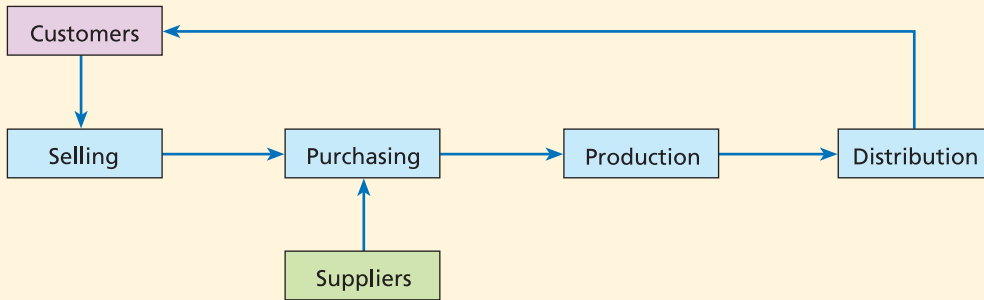 Customers
Selling
Purchasing
Production
Distribution
Suppliers